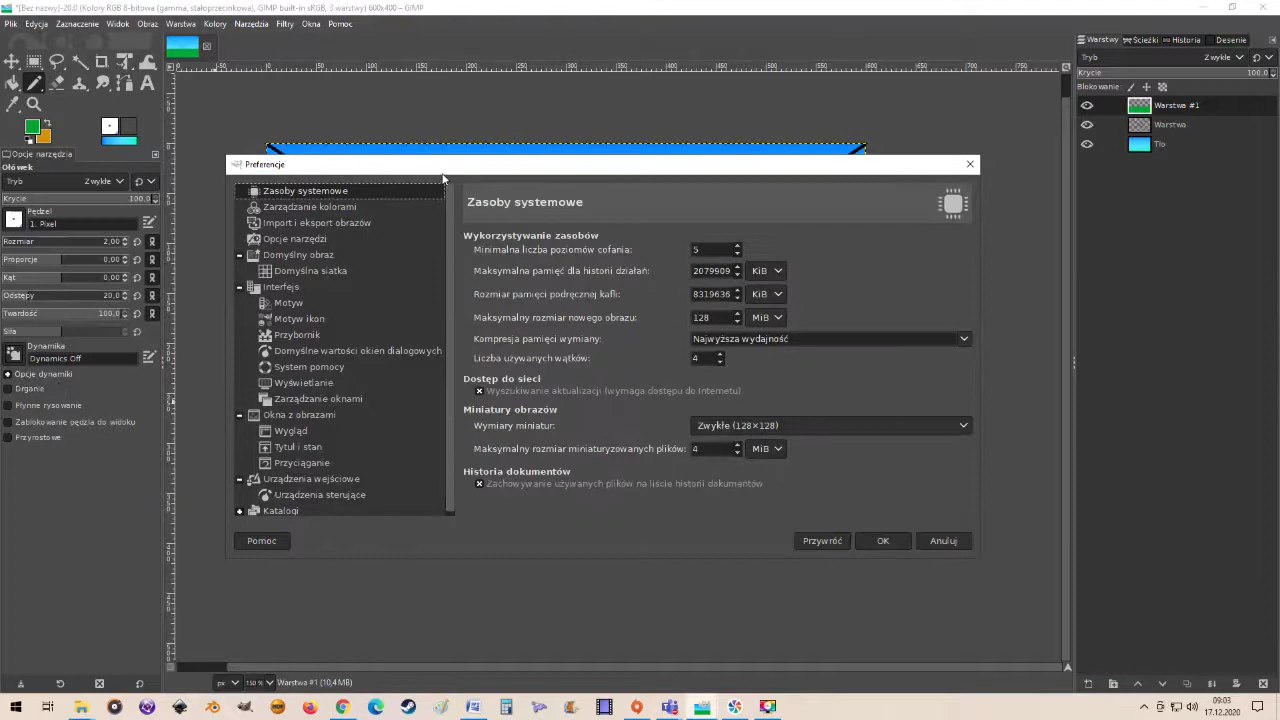 *[Bez nazwy]-20.0 (Kolory RGB 8-bitowa (gamma, stałoprzecinkowa), GIMP built-in sRGB, 3 warstwy) 600x400 – GIMP
Plik Edycja Zaznaczenie Widok Obraz Warstwa Kolory Narzędzia Filtry Okna Pomoc
Warstwy Ścieżki Historia Desenie
Tryb Zwykłe
Krycie 100,0
Blokowanie:
Warstwa #1
Warstwa
Tło
Opcje narzędzi
Ołówek
Tryb Zwykłe
Krycie 100,0
Pędzel
1. Pixel
Rozmiar 2,00
Proporcje 0,00
Kąt 0,00
Odstępy 20,0
Twardość 100,0
Siła
Dynamika
Dynamics Off
Opcje dynamiki
Drganie
Płynne rysowanie
Zablokowanie pędzla do widoku
Przyrostowe
Preferencje
Zasoby systemowe
Zarządzanie kolorami
Import i eksport obrazów
Opcje narzędzi
Domyślny obraz
Domyślna siatka
Interfejs
Motyw
Motyw ikon
Przybornik
Domyślne wartości okien dialogowych
System pomocy
Wyświetlanie
Zarządzanie oknami
Okna z obrazami
Wygląd
Tytuł i stan
Przyciąganie
Urządzenia wejściowe
Urządzenia sterujące
Katalogi
Zasoby systemowe
Wykorzystywanie zasobów
Minimalna liczba poziomów cofania: 5
Maksymalna pamięć dla historii działań: 2079909 KiB
Rozmiar pamięci podręcznej kafli: 8319636 KiB
Maksymalny rozmiar nowego obrazu: 128 MiB
Kompresja pamięci wymiany: Najwyższa wydajność
Liczba używanych wątków: 4
Dostęp do sieci
Wyszukiwanie aktualizacji (wymaga dostępu do Internetu)
Miniatury obrazów
Wymiary miniatur: Zwykłe (128×128)
Maksymalny rozmiar miniaturyzowanych plików: 4 MiB
Historia dokumentów
Zachowywanie używanych plików na liście historii dokumentów
Pomoc Przywróć OK Anuluj
px 150 % Warstwa #1 (10,4 MB)
09:03
17.12.2020